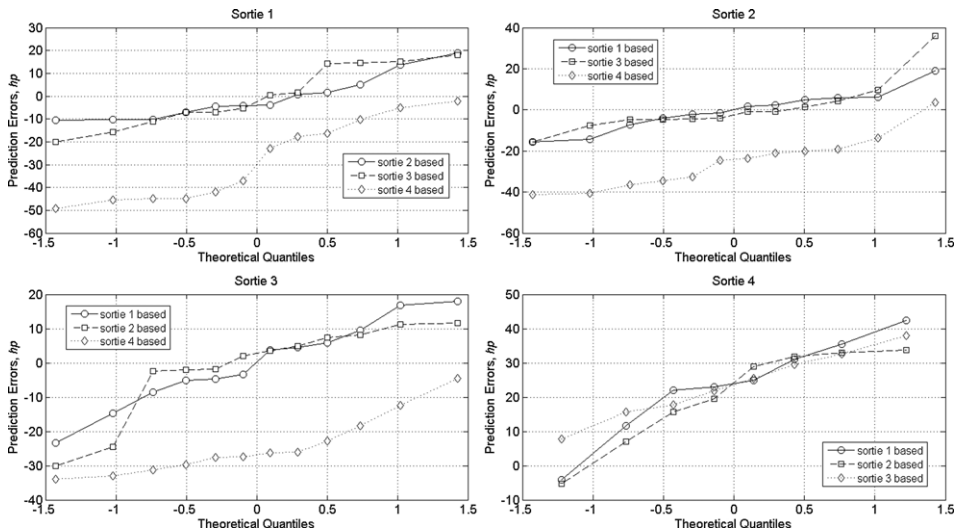 Sortie 1
Prediction Errors, hp
30
20
10
0
-10
-20
-30
-40
-50
-60
-1.5 -1 -0.5 0 0.5 1 1.5
Theoretical Quantiles
sortie 2 based
sortie 3 based
sortie 4 based
Sortie 2
Prediction Errors, hp
40
20
0
-20
-40
-60
-1.5 -1 -0.5 0 0.5 1 1.5
Theoretical Quantiles
sortie 1 based
sortie 3 based
sortie 4 based
Sortie 3
Prediction Errors, hp
20
10
0
-10
-20
-30
-40
-1.5 -1 -0.5 0 0.5 1 1.5
Theoretical Quantiles
sortie 1 based
sortie 2 based
sortie 4 based
Sortie 4
Prediction Errors, hp
50
40
30
20
10
0
-10
-1.5 -1 -0.5 0 0.5 1 1.5
Theoretical Quantiles
sortie 1 based
sortie 2 based
sortie 3 based